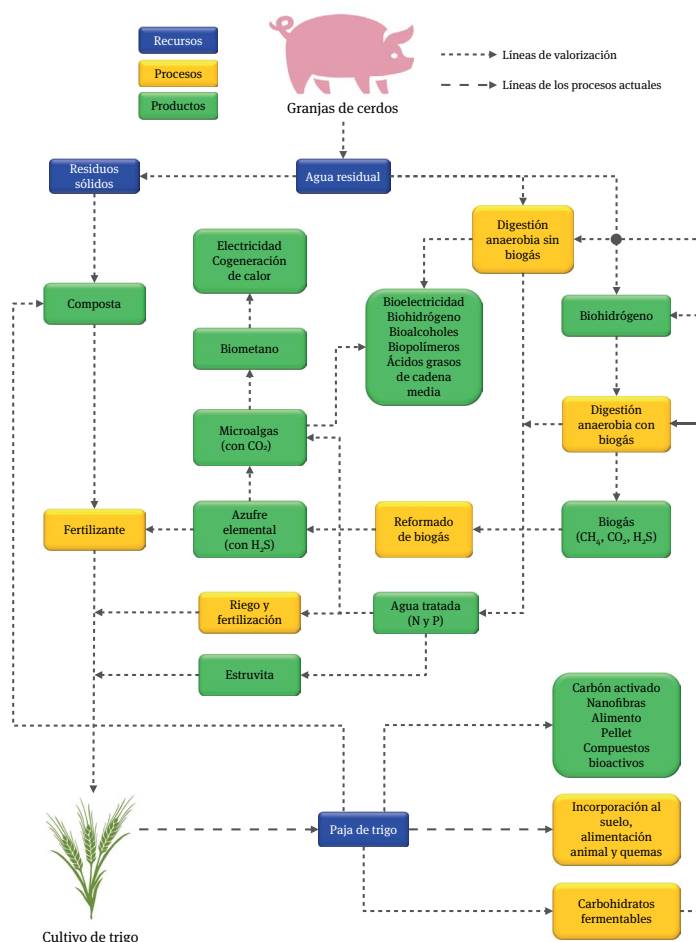 Recursos
Procesos
Productos
Líneas de valorización
Líneas de los procesos actuales
Granjas de cerdos
Residuos
sólidos
Agua residual
Digestión
anaerobia sin
biogás
Electricidad
Cogeneración
de calor
Composta
Bioelectricidad
Biohidrógeno
Bioalcoholes
Biopolímeros
Ácidos grasos
de cadena
media
Biohidrógeno
Biometano
Microalgas
(con CO₂)
Digestión
anaerobia con
biogás
Fertilizante
Azufre
elemental
(con H₂S)
Reformado
de biogás
Biogás
(CH₄, CO₂, H₂S)
Riego y
fertilización
Agua tratada
(N y P)
Estruvita
Carbón activado
Nanofibras
Alimento
Pellet
Compuestos
bioactivos
Paja de trigo
Incorporación al
suelo,
alimentación
animal y quemas
Carbohidratos
fermentables
Cultivo de trigo